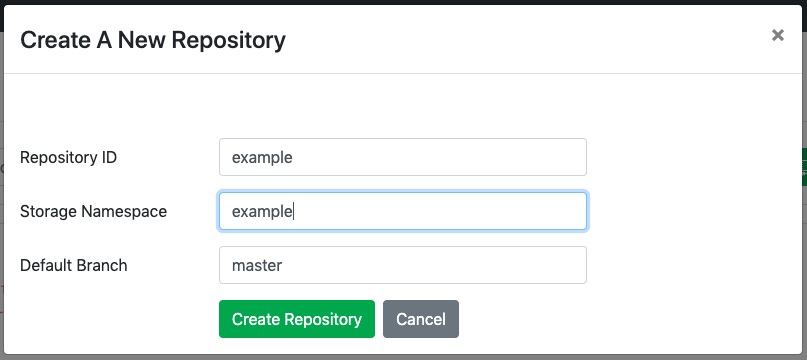 Create A New Repository ×
Repository ID example
Storage Namespace example
Default Branch master
Create Repository Cancel